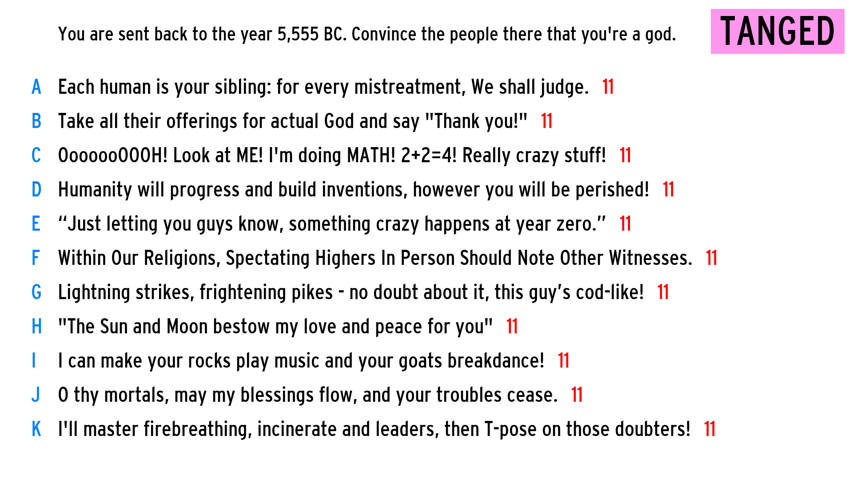 You are sent back to the year 5,555 BC. Convince the people there that you're a god.
TANGED
A Each human is your sibling: for every mistreatment, We shall judge. 11
B Take all their offerings for actual God and say "Thank you!" 11
C OoooooOOOH! Look at ME! I'm doing MATH! 2+2=4! Really crazy stuff! 11
D Humanity will progress and build inventions, however you will be perished! 11
E “Just letting you guys know, something crazy happens at year zero.” 11
F Within Our Religions, Spectating Highers In Person Should Note Other Witnesses. 11
G Lightning strikes, frightening pikes - no doubt about it, this guy’s cod-like! 11
H "The Sun and Moon bestow my love and peace for you" 11
I I can make your rocks play music and your goats breakdance! 11
J O thy mortals, may my blessings flow, and your troubles cease. 11
K I'll master firebreathing, incinerate and leaders, then T-pose on those doubters! 11